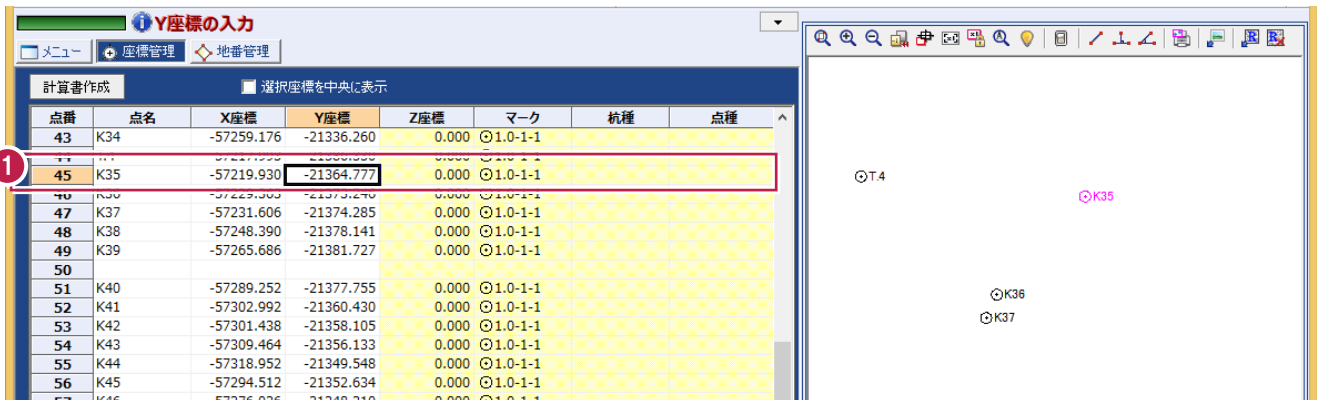 Y座標の入力
メニュー 座標管理 地番管理
計算書作成 選択座標を中央に表示
点番 点名 X座標 Y座標 Z座標 マーク 杭種 点種
43 K34 -57259.176 -21336.260 0.000 1.0-1-1
1
45 K35 -57219.930 -21364.777 0.000 1.0-1-1
47 K37 -57231.606 -21374.285 0.000 1.0-1-1
48 K38 -57248.390 -21378.141 0.000 1.0-1-1
49 K39 -57265.686 -21381.727 0.000 1.0-1-1
50
51 K40 -57289.252 -21377.755 0.000 1.0-1-1
52 K41 -57302.992 -21360.430 0.000 1.0-1-1
53 K42 -57301.438 -21358.105 0.000 1.0-1-1
54 K43 -57309.464 -21356.133 0.000 1.0-1-1
55 K44 -57318.952 -21349.548 0.000 1.0-1-1
56 K45 -57294.512 -21352.634 0.000 1.0-1-1
T.4
K35
K36
K37